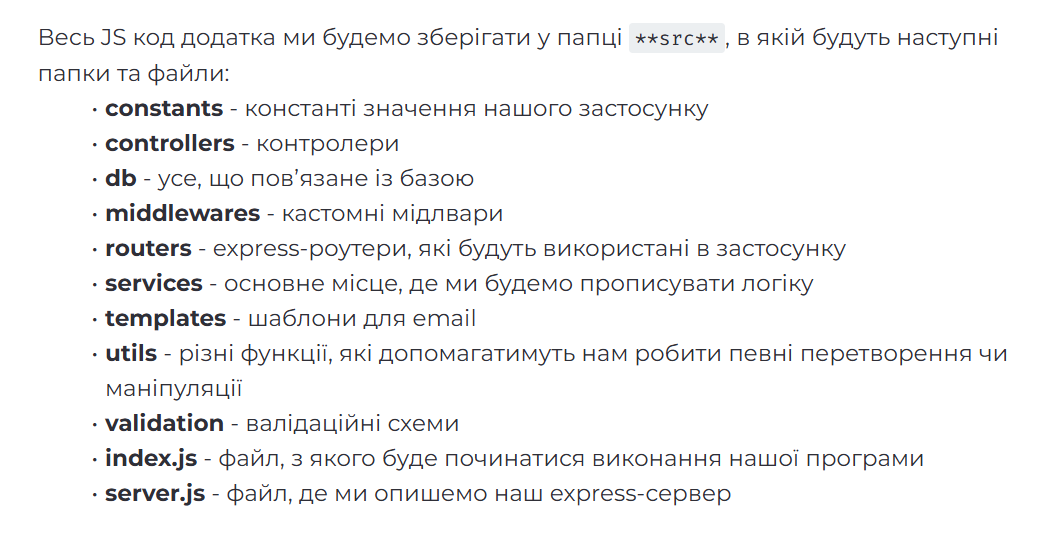 Весь JS код додатка ми будемо зберігати у папці **src**, в якій будуть наступні
папки та файли:
· constants - константі значення нашого застосунку
· controllers - контролери
· db - усе, що пов’язане із базою
· middlewares - кастомні мідлвари
· routers - express-роутери, які будуть використані в застосунку
· services - основне місце, де ми будемо прописувати логіку
· templates - шаблони для email
· utils - різні функції, які допомагатимуть нам робити певні перетворення чи
маніпуляції
· validation - валідаційні схеми
· index.js - файл, з якого буде починатися виконання нашої програми
· server.js - файл, де ми опишемо наш express-сервер